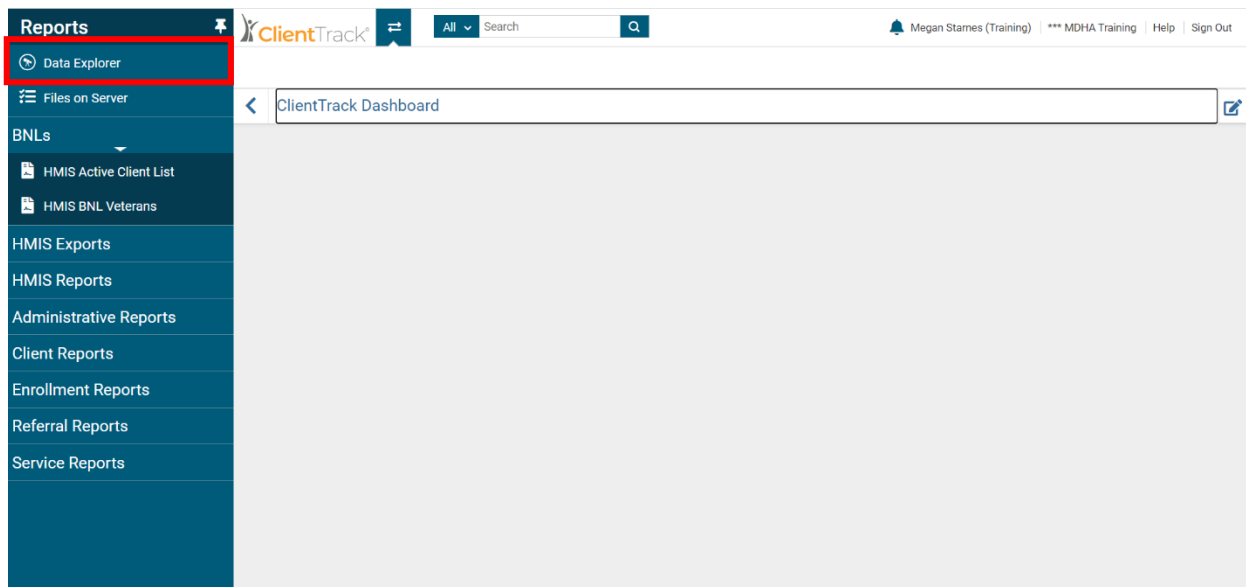 Reports
ClientTrack
All
Search
Megan Starnes (Training)
*** MDHA Training
Help
Sign Out
Data Explorer
Files on Server
ClientTrack Dashboard
BNLs
HMIS Active Client List
HMIS BNL Veterans
HMIS Exports
HMIS Reports
Administrative Reports
Client Reports
Enrollment Reports
Referral Reports
Service Reports